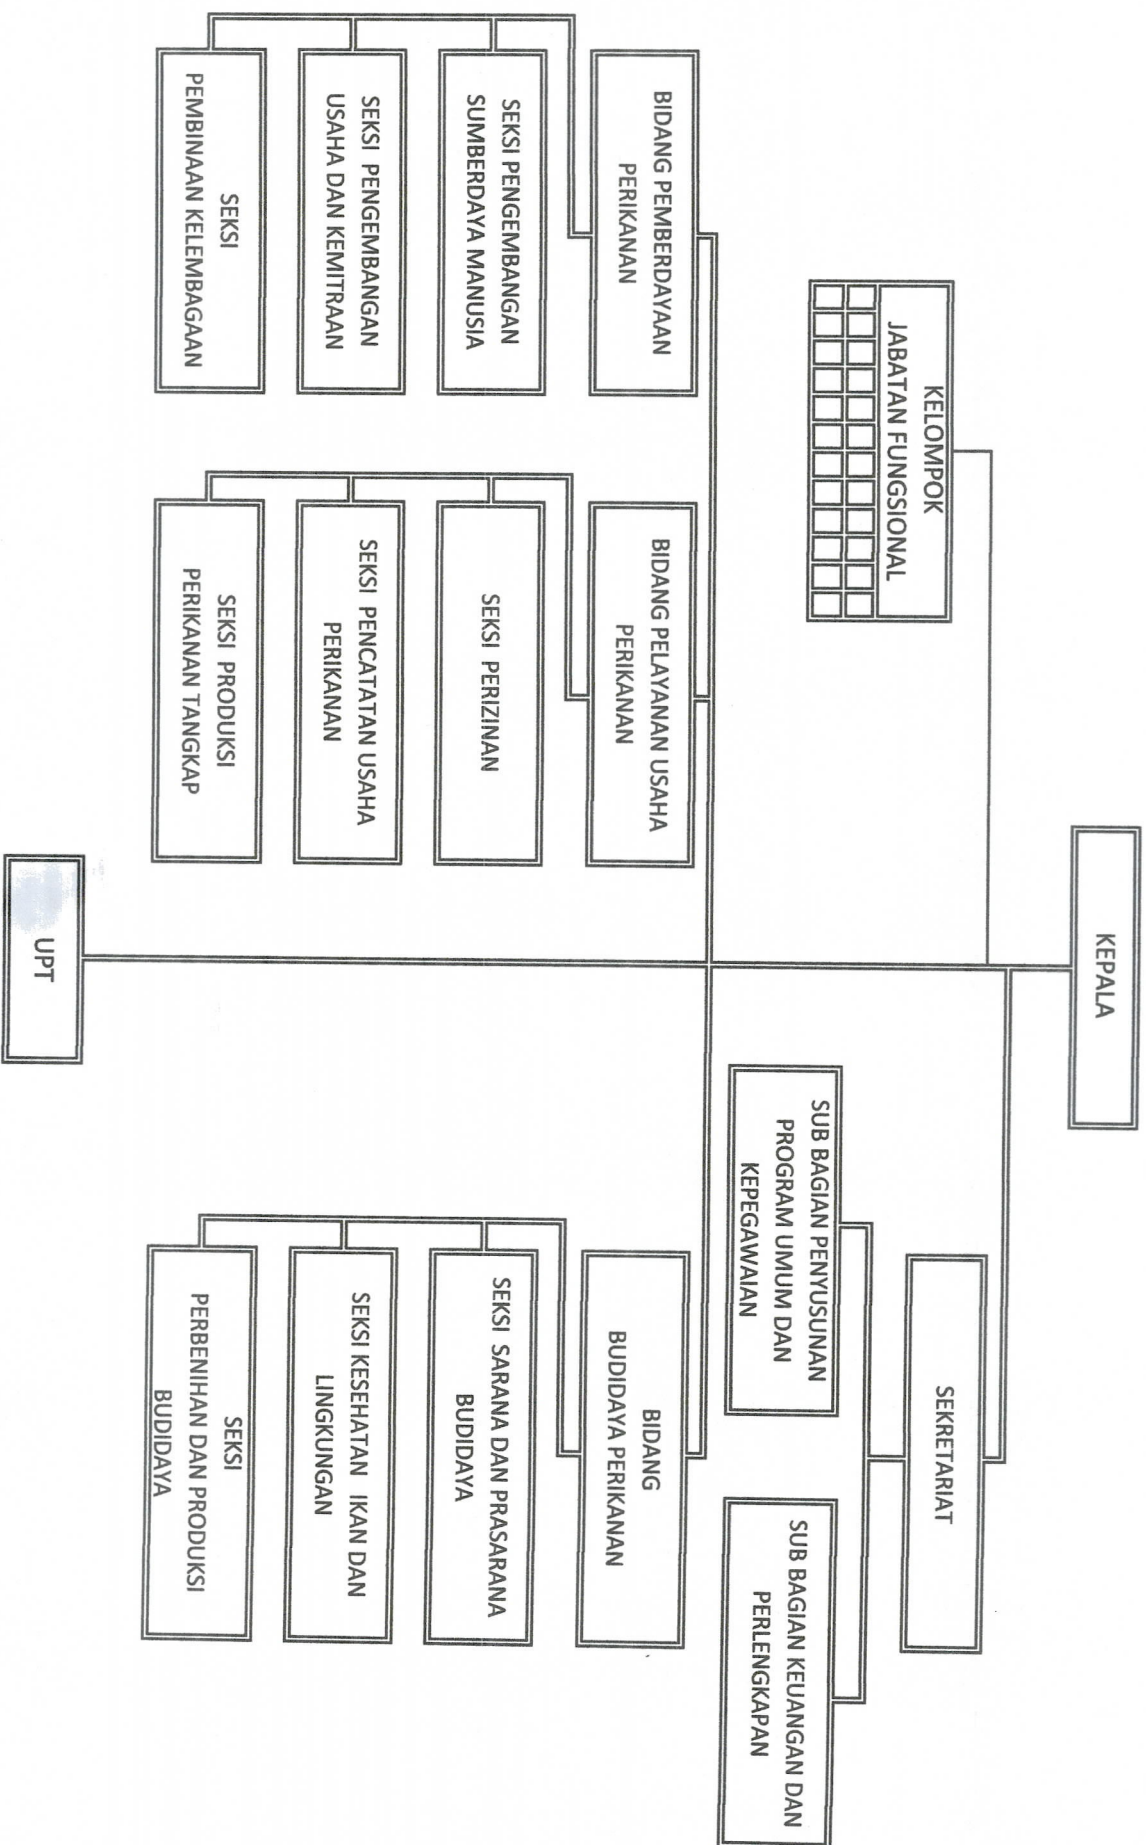 KEPALA
KELOMPOK
JABATAN FUNGSIONAL
SEKRETARIAT
SUB BAGIAN PENYUSUNAN
PROGRAM UMUM DAN
KEPEGAWAIAN
SUB BAGIAN KEUANGAN DAN
PERLENGKAPAN
BIDANG PEMBERDAYAAN
PERIKANAN
SEKSI PENGEMBANGAN
SUMBERDAYA MANUSIA
SEKSI PENGEMBANGAN
USAHA DAN KEMITRAAN
SEKSI
PEMBINAAN KELEMBAGAAN
BIDANG PELAYANAN USAHA
PERIKANAN
SEKSI PERIZINAN
SEKSI PENCATATAN USAHA
PERIKANAN
SEKSI PRODUKSI
PERIKANAN TANGKAP
BIDANG
BUDIDAYA PERIKANAN
SEKSI SARANA DAN PRASARANA
BUDIDAYA
SEKSI KESEHATAN IKAN DAN
LINGKUNGAN
SEKSI
PERBENIHAN DAN PRODUKSI
BUDIDAYA
UPT